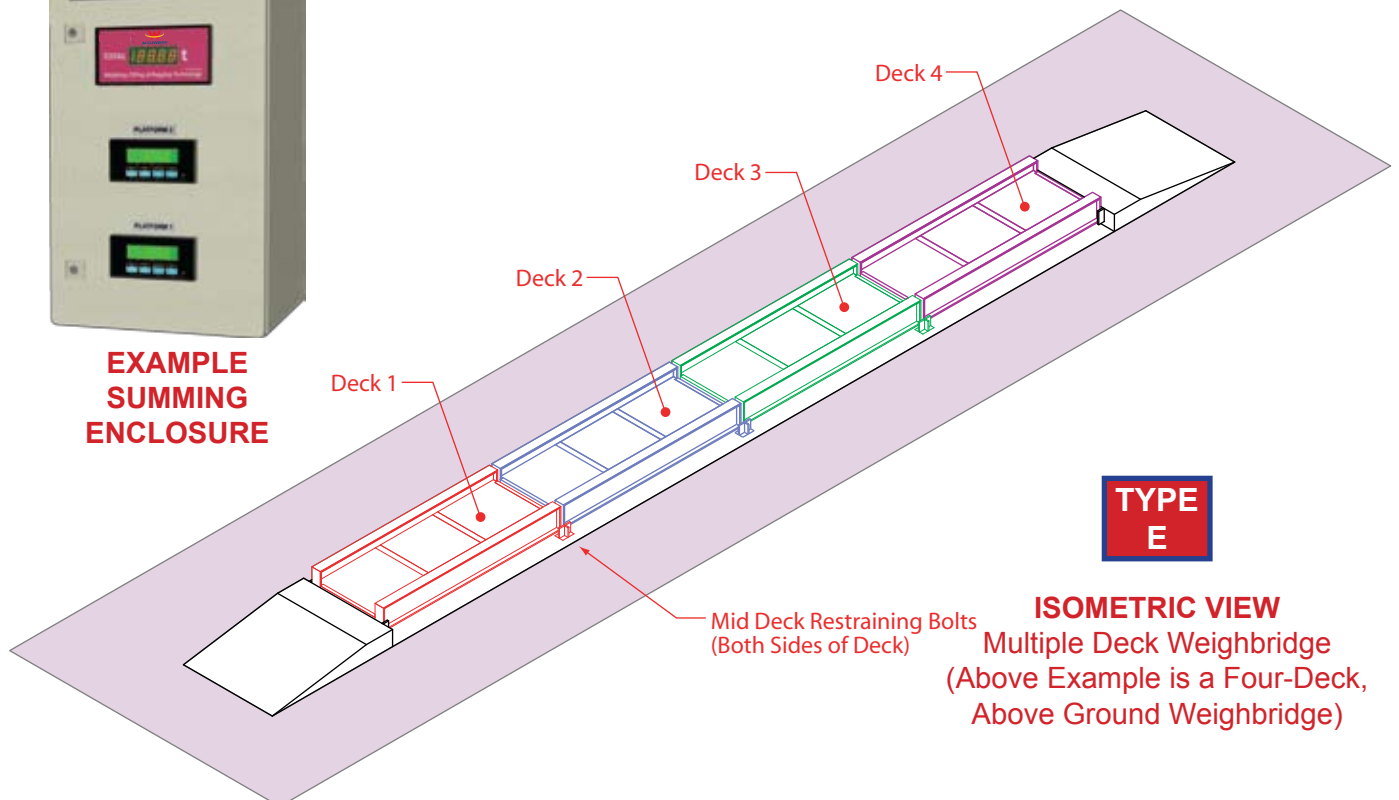 TOTAL 18888 t
PLATFORM 2
PLATFORM 1
EXAMPLE
SUMMING
ENCLOSURE
Deck 1
Deck 2
Deck 3
Deck 4
Mid Deck Restraining Bolts
(Both Sides of Deck)
TYPE
E
ISOMETRIC VIEW
Multiple Deck Weighbridge
(Above Example is a Four-Deck,
Above Ground Weighbridge)